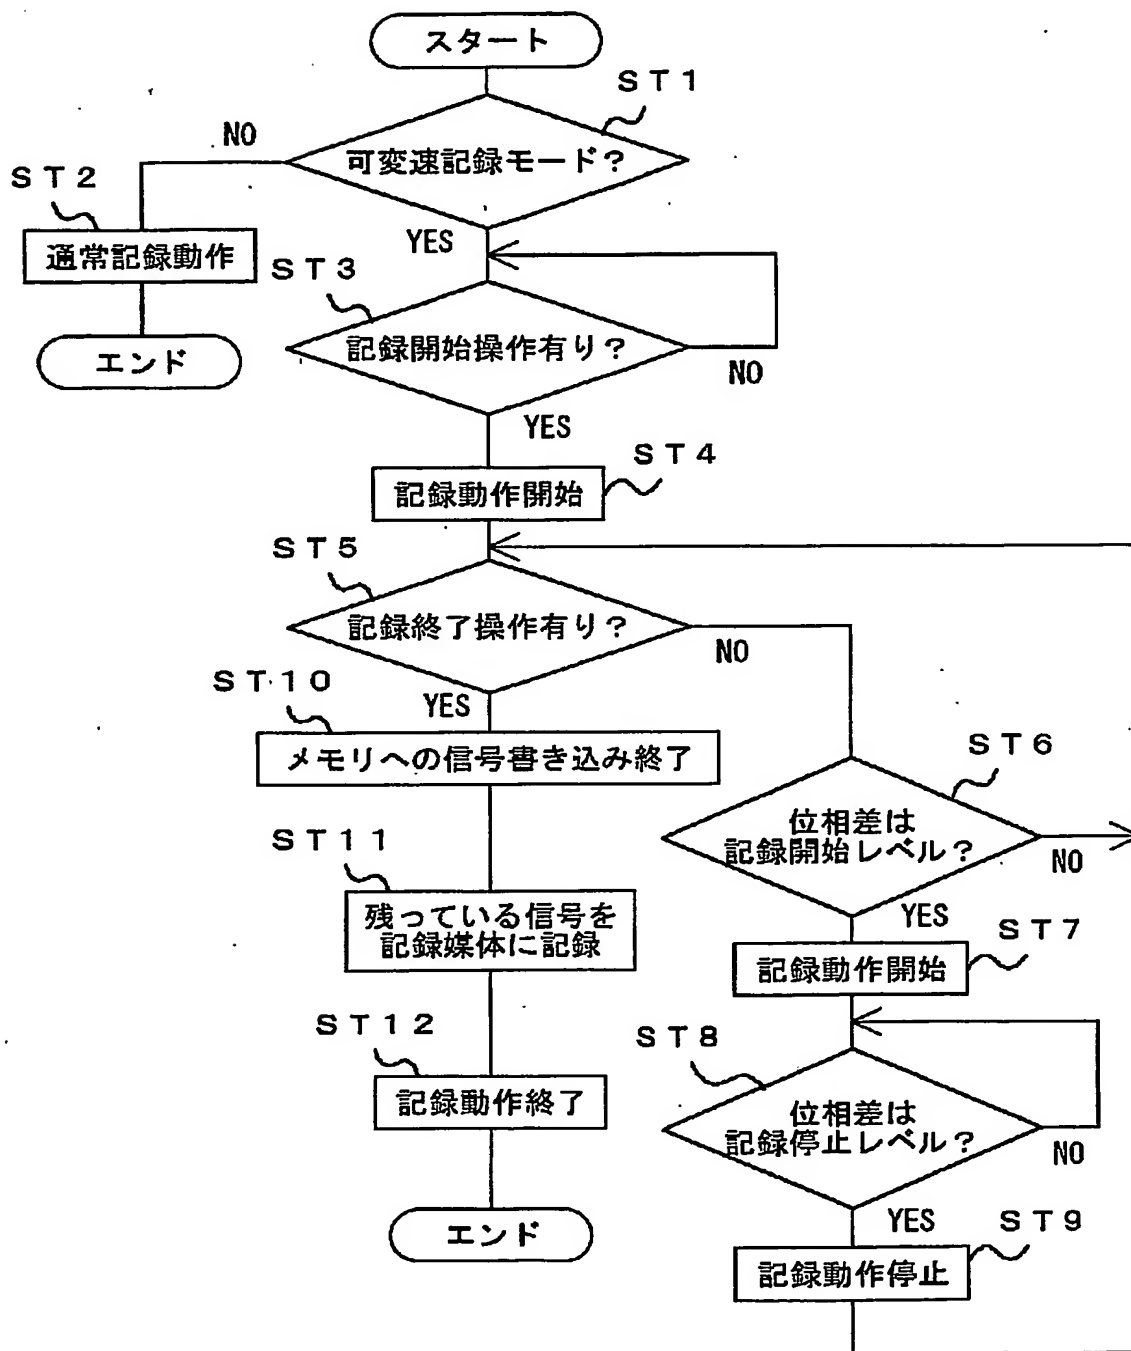 スタート
ST1
可変速記録モード?
NO
YES
ST2
通常記録動作
エンド
ST3
記録開始操作有り?
NO
YES
ST4
記録動作開始
ST5
記録終了操作有り?
NO
YES
ST10
メモリへの信号書き込み終了
ST6
位相差は
記録開始レベル?
NO
YES
ST11
残っている信号を
記録媒体に記録
ST7
記録動作開始
ST12
記録動作終了
ST8
位相差は
記録停止レベル?
NO
YES
エンド
ST9
記録動作停止